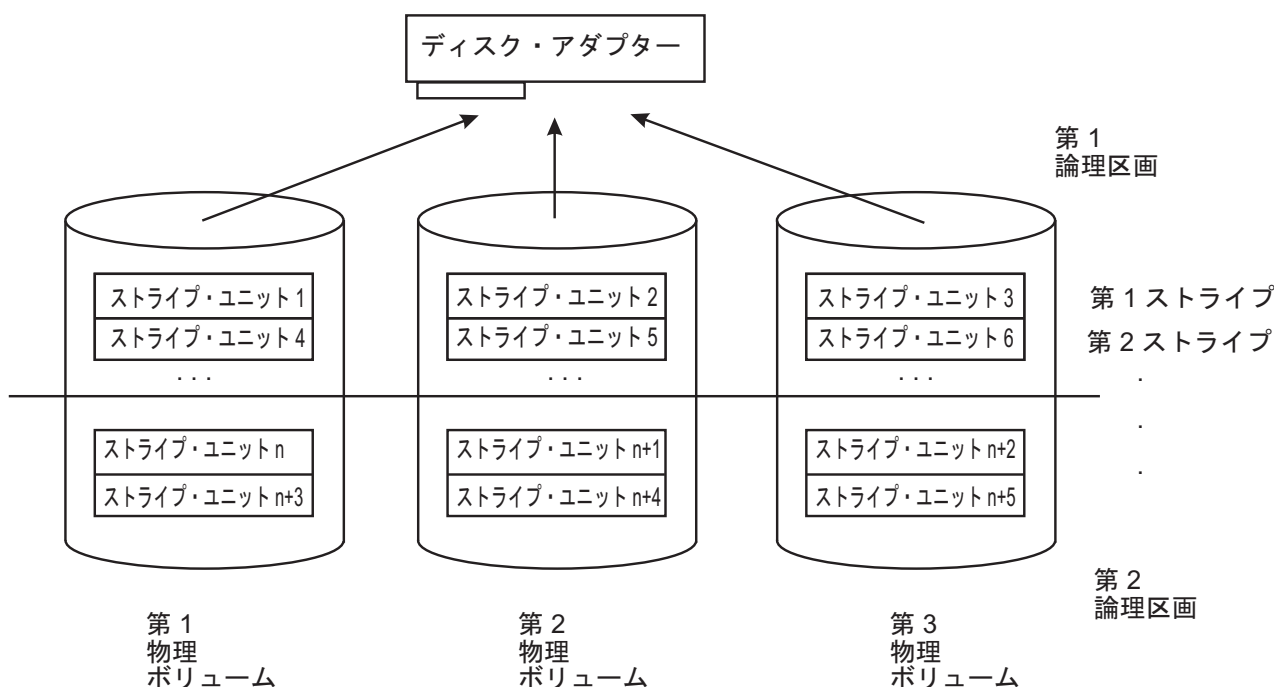 ディスク・アダプター
第 1
論理区画
ストライプ・ユニット 1
ストライプ・ユニット 2
ストライプ・ユニット 3
第 1 ストライプ
ストライプ・ユニット 4
ストライプ・ユニット 5
ストライプ・ユニット 6
第 2 ストライプ
. . .
. . .
. . .
.
.
.
ストライプ・ユニット n
ストライプ・ユニット n+1
ストライプ・ユニット n+2
ストライプ・ユニット n+3
ストライプ・ユニット n+4
ストライプ・ユニット n+5
第 2
論理区画
第 1
物理
ボリューム
第 2
物理
ボリューム
第 3
物理
ボリューム